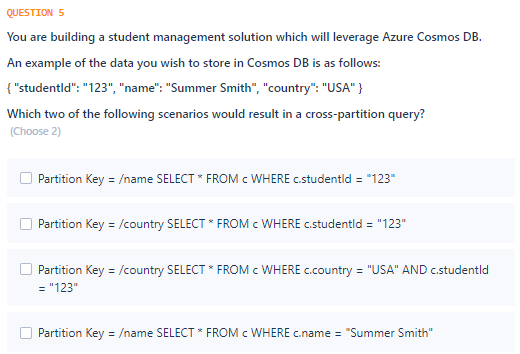 QUESTION 5
You are building a student management solution which will leverage Azure Cosmos DB.
An example of the data you wish to store in Cosmos DB is as follows:
{ "studentId": "123", "name": "Summer Smith", "country": "USA" }
Which two of the following scenarios would result in a cross-partition query?
(Choose 2)
Partition Key = /name SELECT * FROM c WHERE c.studentId = "123"
Partition Key = /country SELECT * FROM c WHERE c.studentId = "123"
Partition Key = /country SELECT * FROM c WHERE c.country = "USA" AND c.studentId
= "123"
Partition Key = /name SELECT * FROM c WHERE c.name = "Summer Smith"